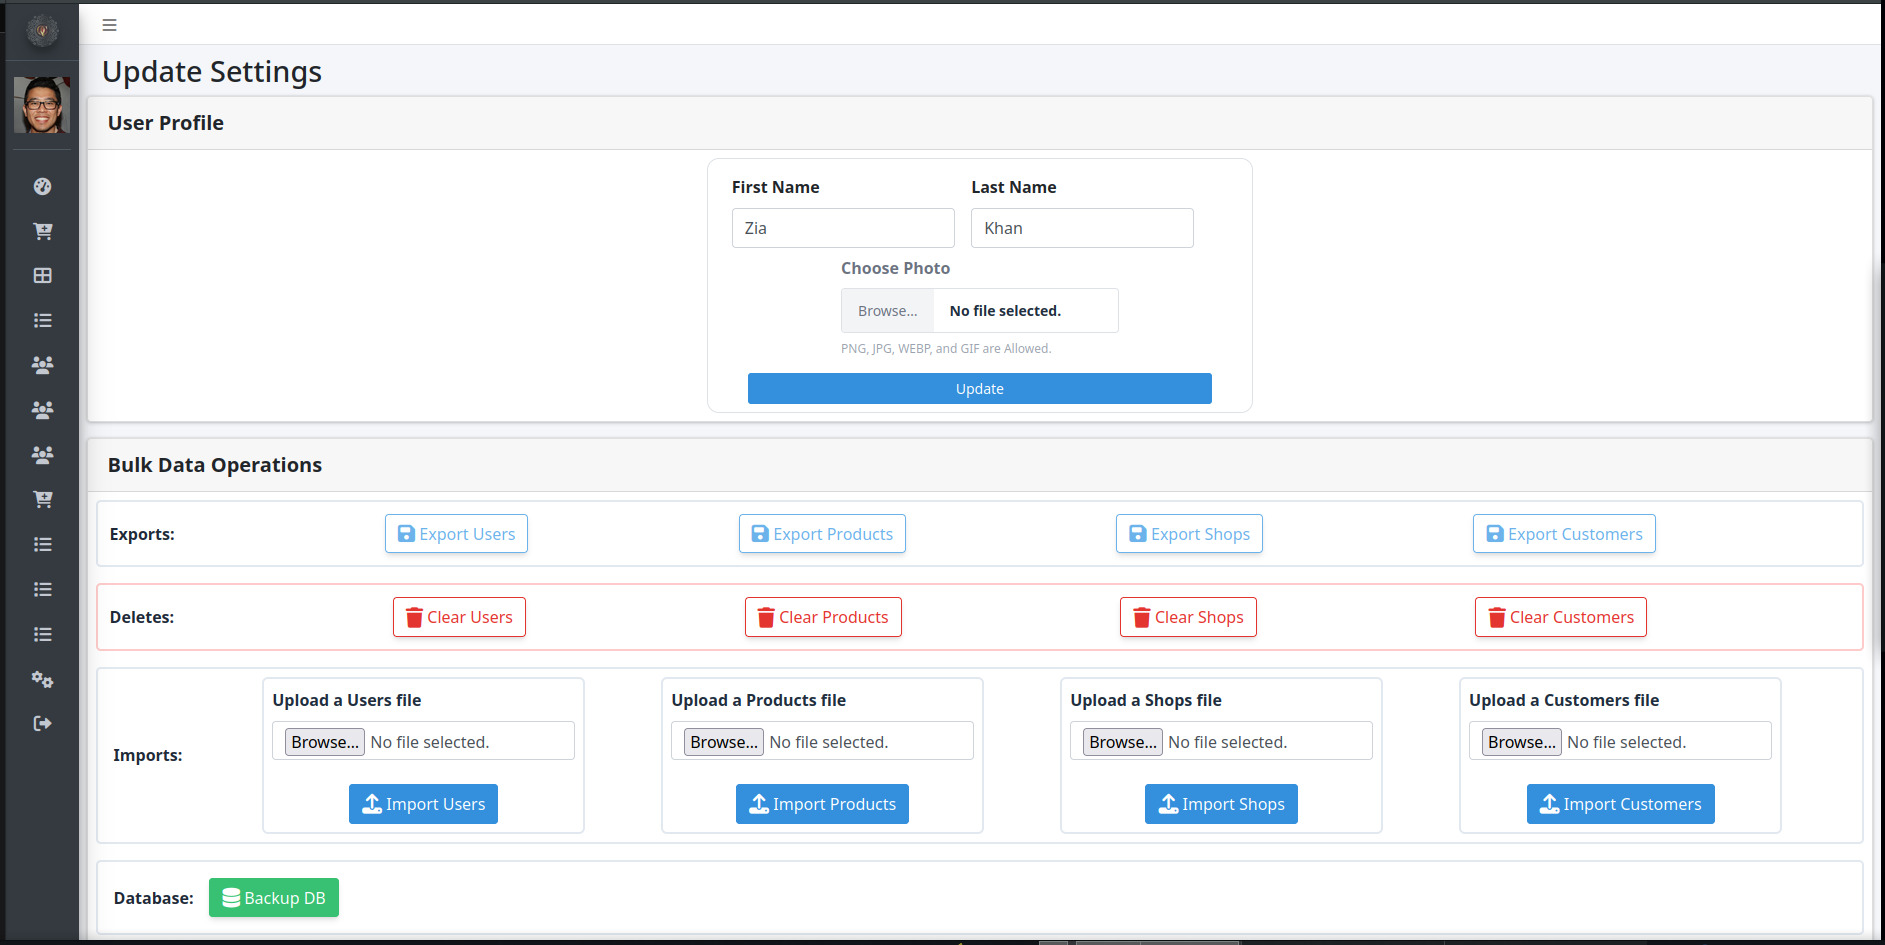 Update Settings
User Profile
First Name Last Name
Zia Khan
Choose Photo
Browse... No file selected.
PNG, JPG, WEBP, and GIF are Allowed.
Update
Bulk Data Operations
Exports: Export Users Export Products Export Shops Export Customers
Deletes: Clear Users Clear Products Clear Shops Clear Customers
Imports:
Upload a Users file
Browse... No file selected.
Import Users
Upload a Products file
Browse... No file selected.
Import Products
Upload a Shops file
Browse... No file selected.
Import Shops
Upload a Customers file
Browse... No file selected.
Import Customers
Database: Backup DB